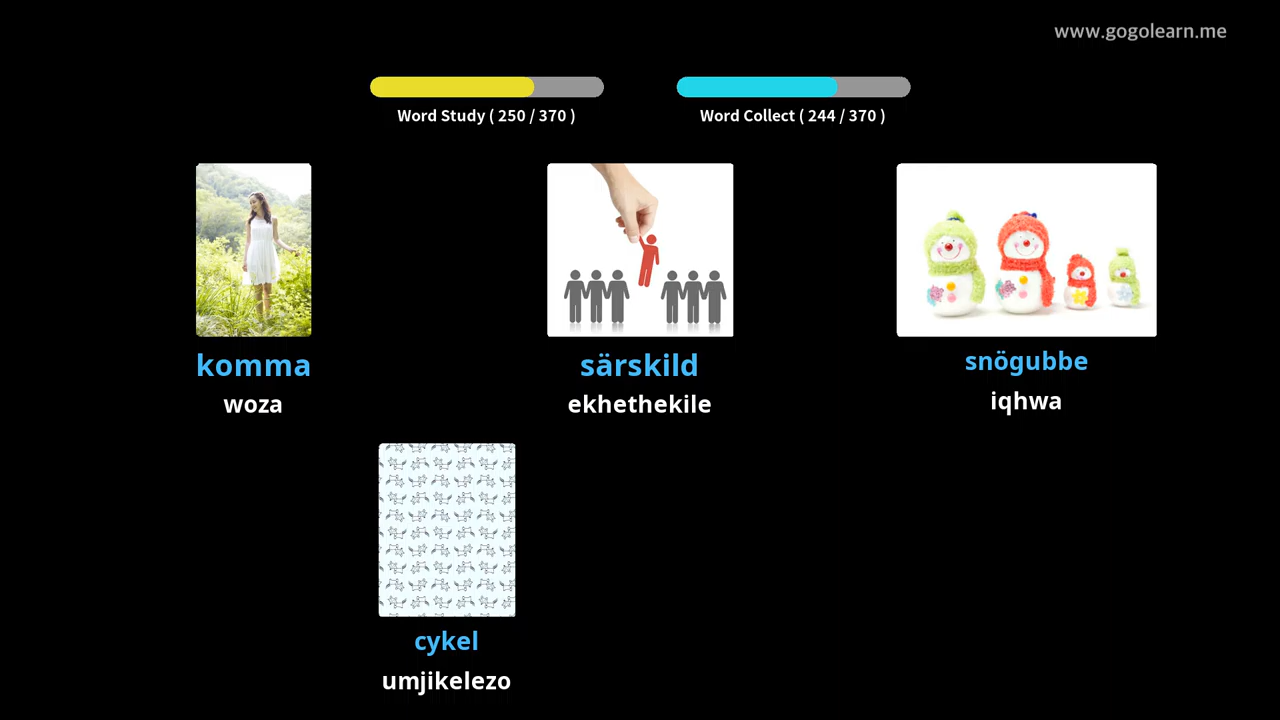 www.gogolearn.me
Word Study ( 250 / 370 )
Word Collect ( 244 / 370 )
komma
woza
särskild
ekhethekile
snögubbe
iqhwa
cykel
umjikelezo